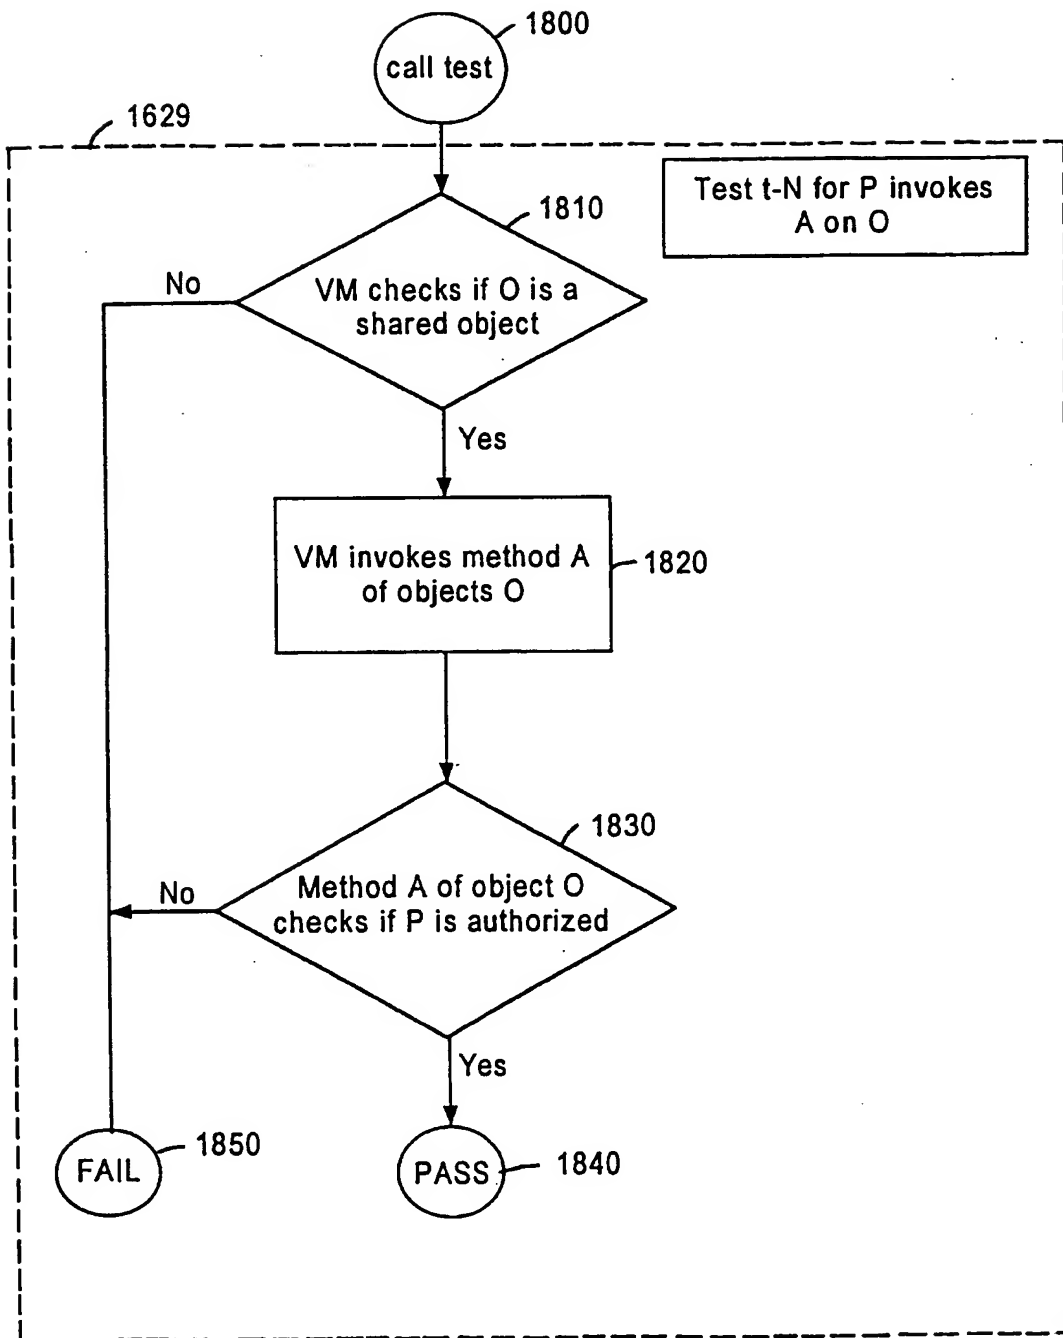 1800
call test
1629
Test t-N for P invokes
A on O
1810
No
VM checks if O is a
shared object
Yes
VM invokes method A
of objects O
1820
1830
No
Method A of object O
checks if P is authorized
Yes
1850
FAIL
1840
PASS